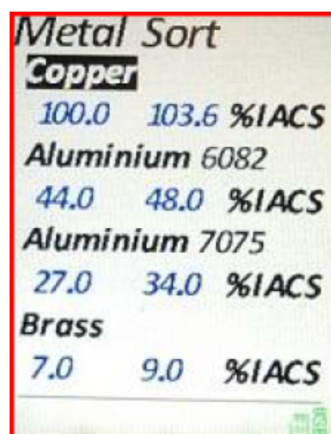 Metal Sort
Copper
100.0 103.6 %IACS
Aluminium 6082
44.0 48.0 %IACS
Aluminium 7075
27.0 34.0 %IACS
Brass
7.0 9.0 %IACS